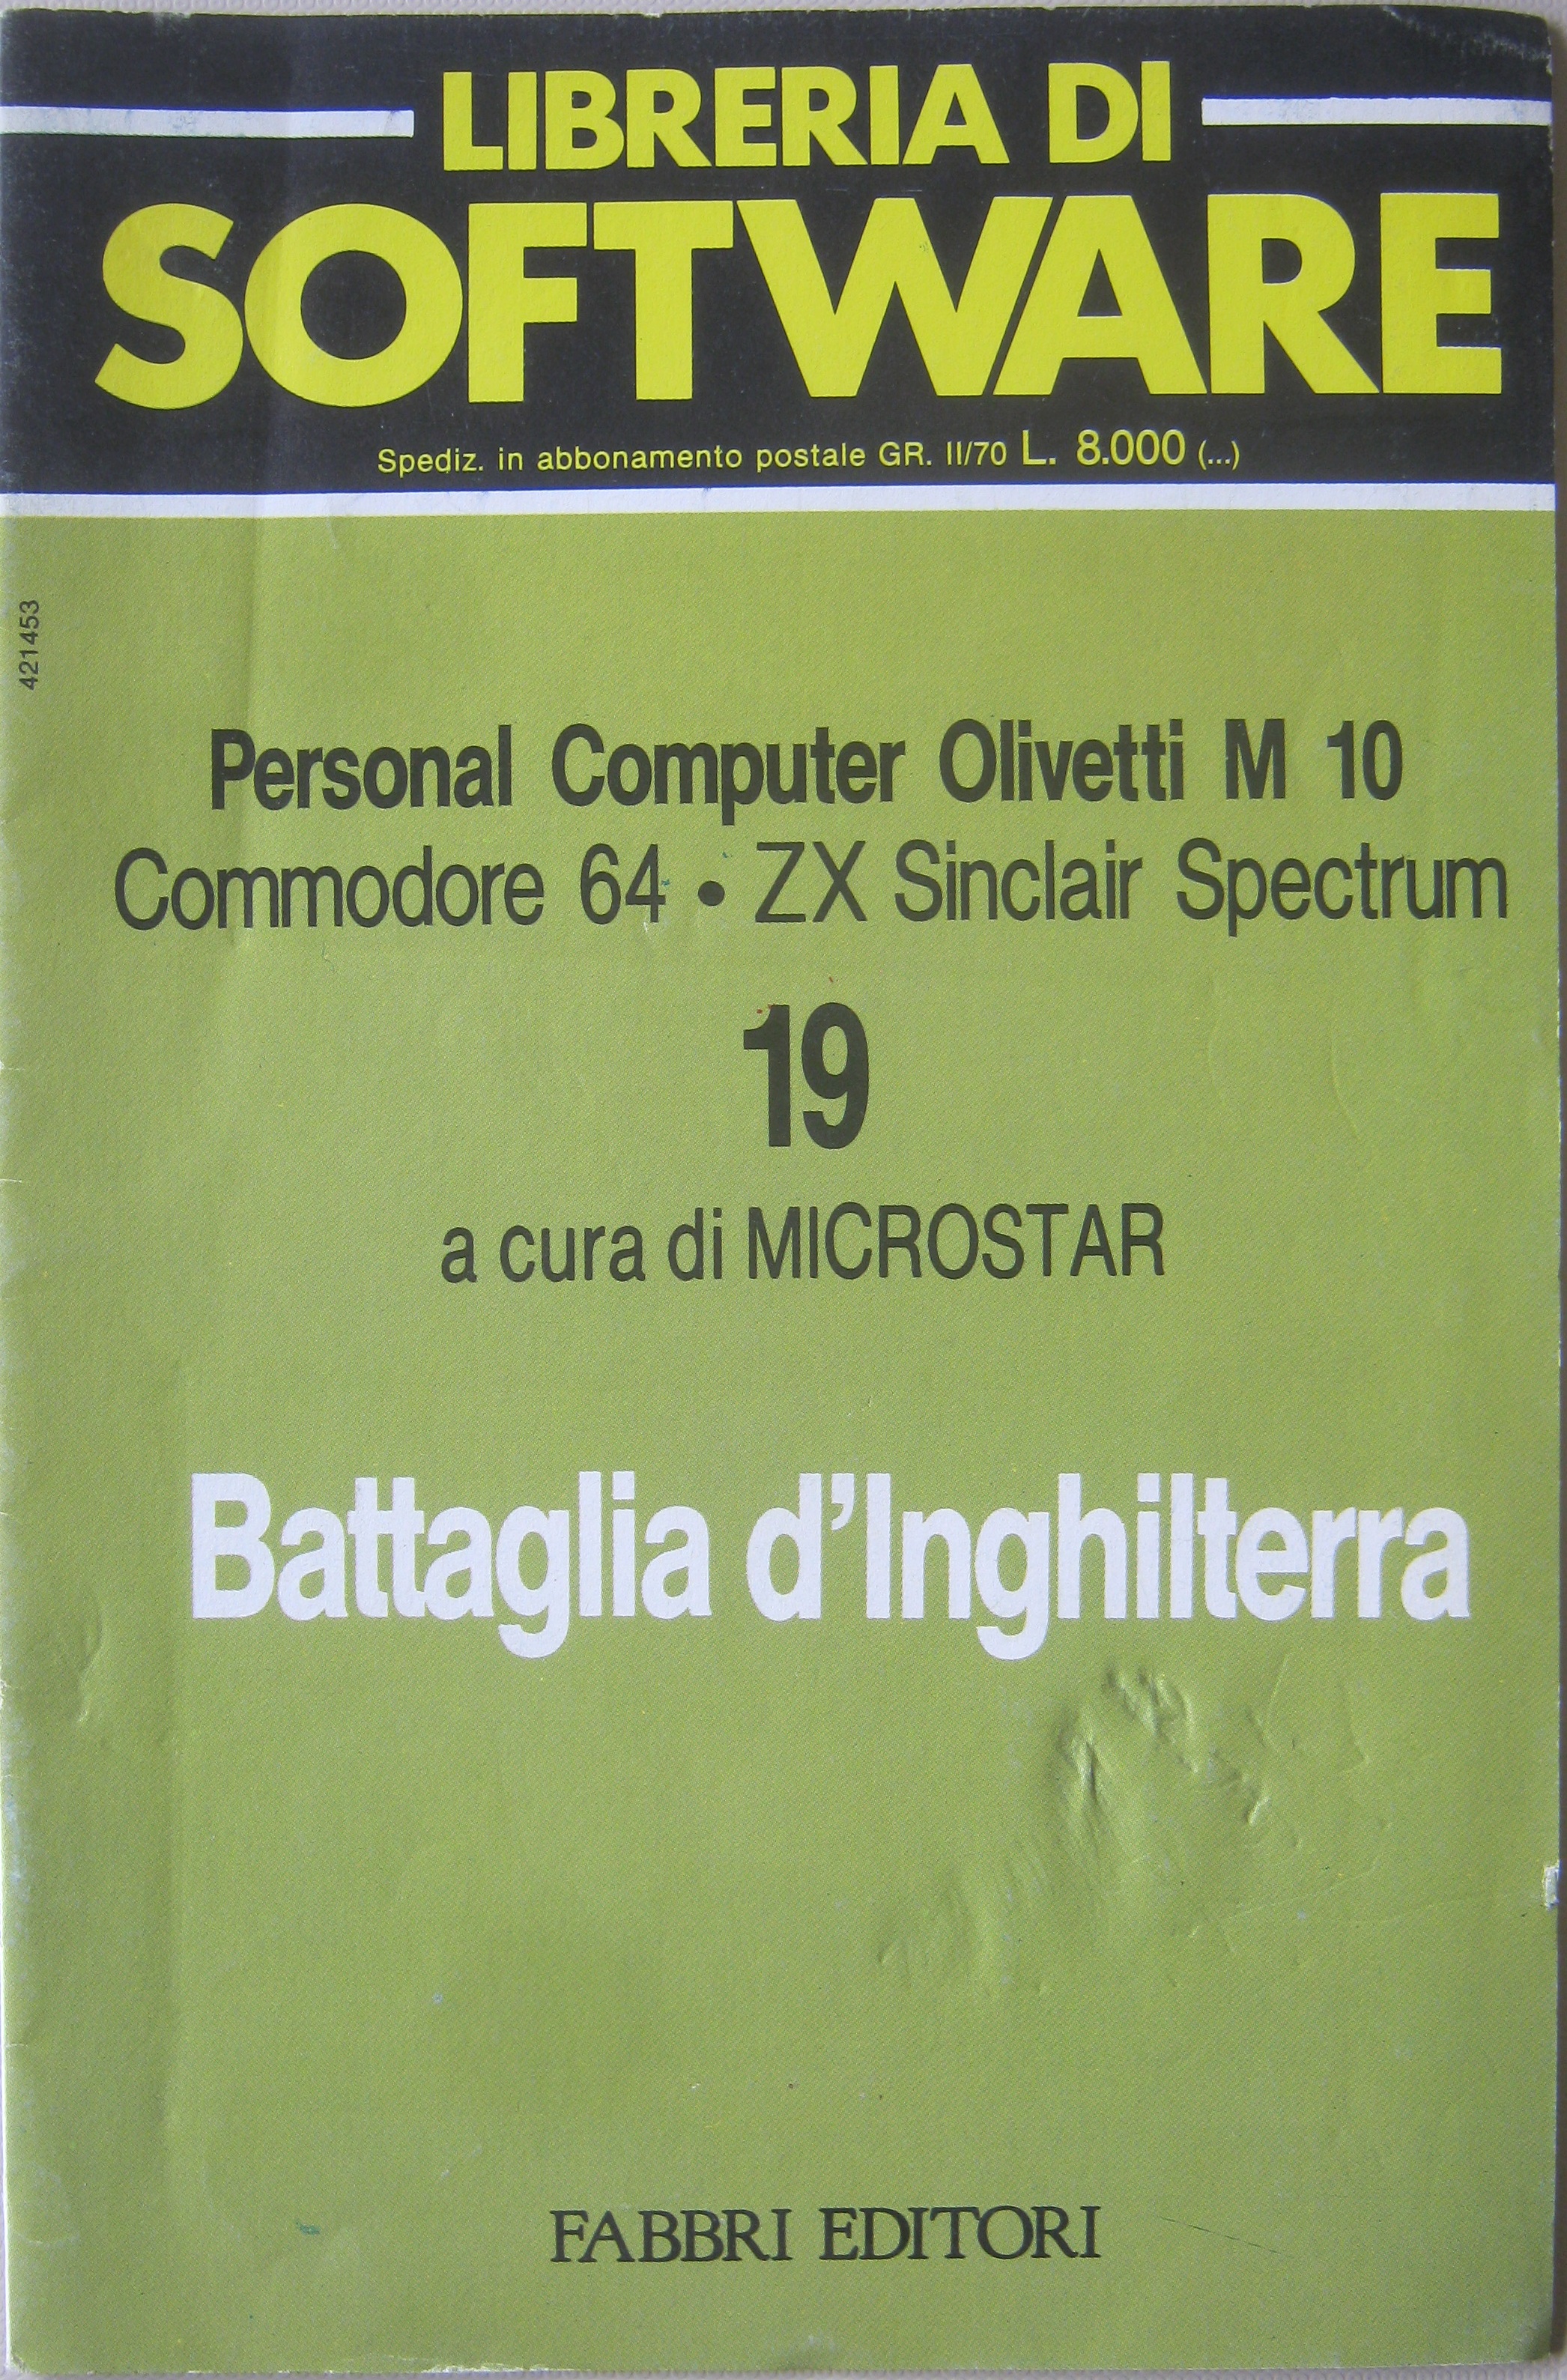 LIBRERIA DI
SOFTWARE
Spediz. in abbonamento postale GR. II/70 L. 8.000 (...)
421453
Personal Computer Olivetti M 10
Commodore 64 • ZX Sinclair Spectrum
19
a cura di MICROSTAR
Battaglia d'Inghilterra
FABBRI EDITORI